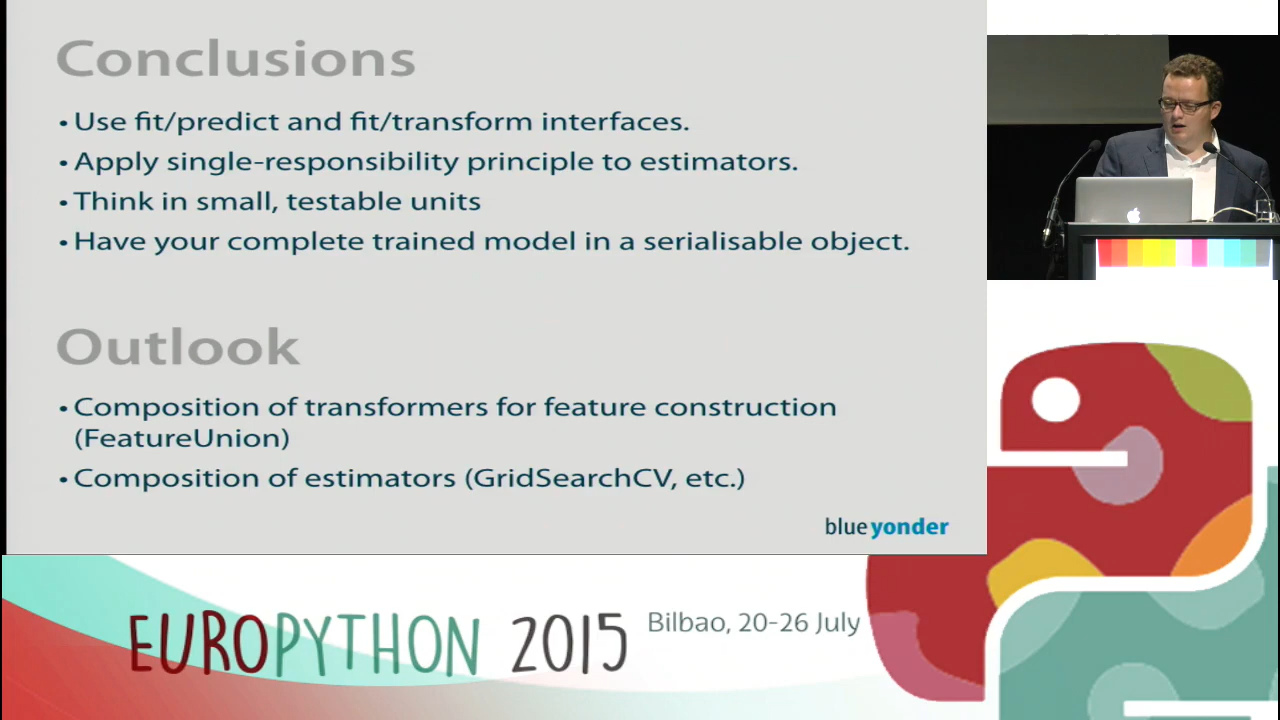 Conclusions
• Use fit/predict and fit/transform interfaces.
• Apply single-responsibility principle to estimators.
• Think in small, testable units
• Have your complete trained model in a serialisable object.
Outlook
• Composition of transformers for feature construction
(FeatureUnion)
• Composition of estimators (GridSearchCV, etc.)
blueyonder
EUROPYTHON 2015
Bilbao, 20-26 July